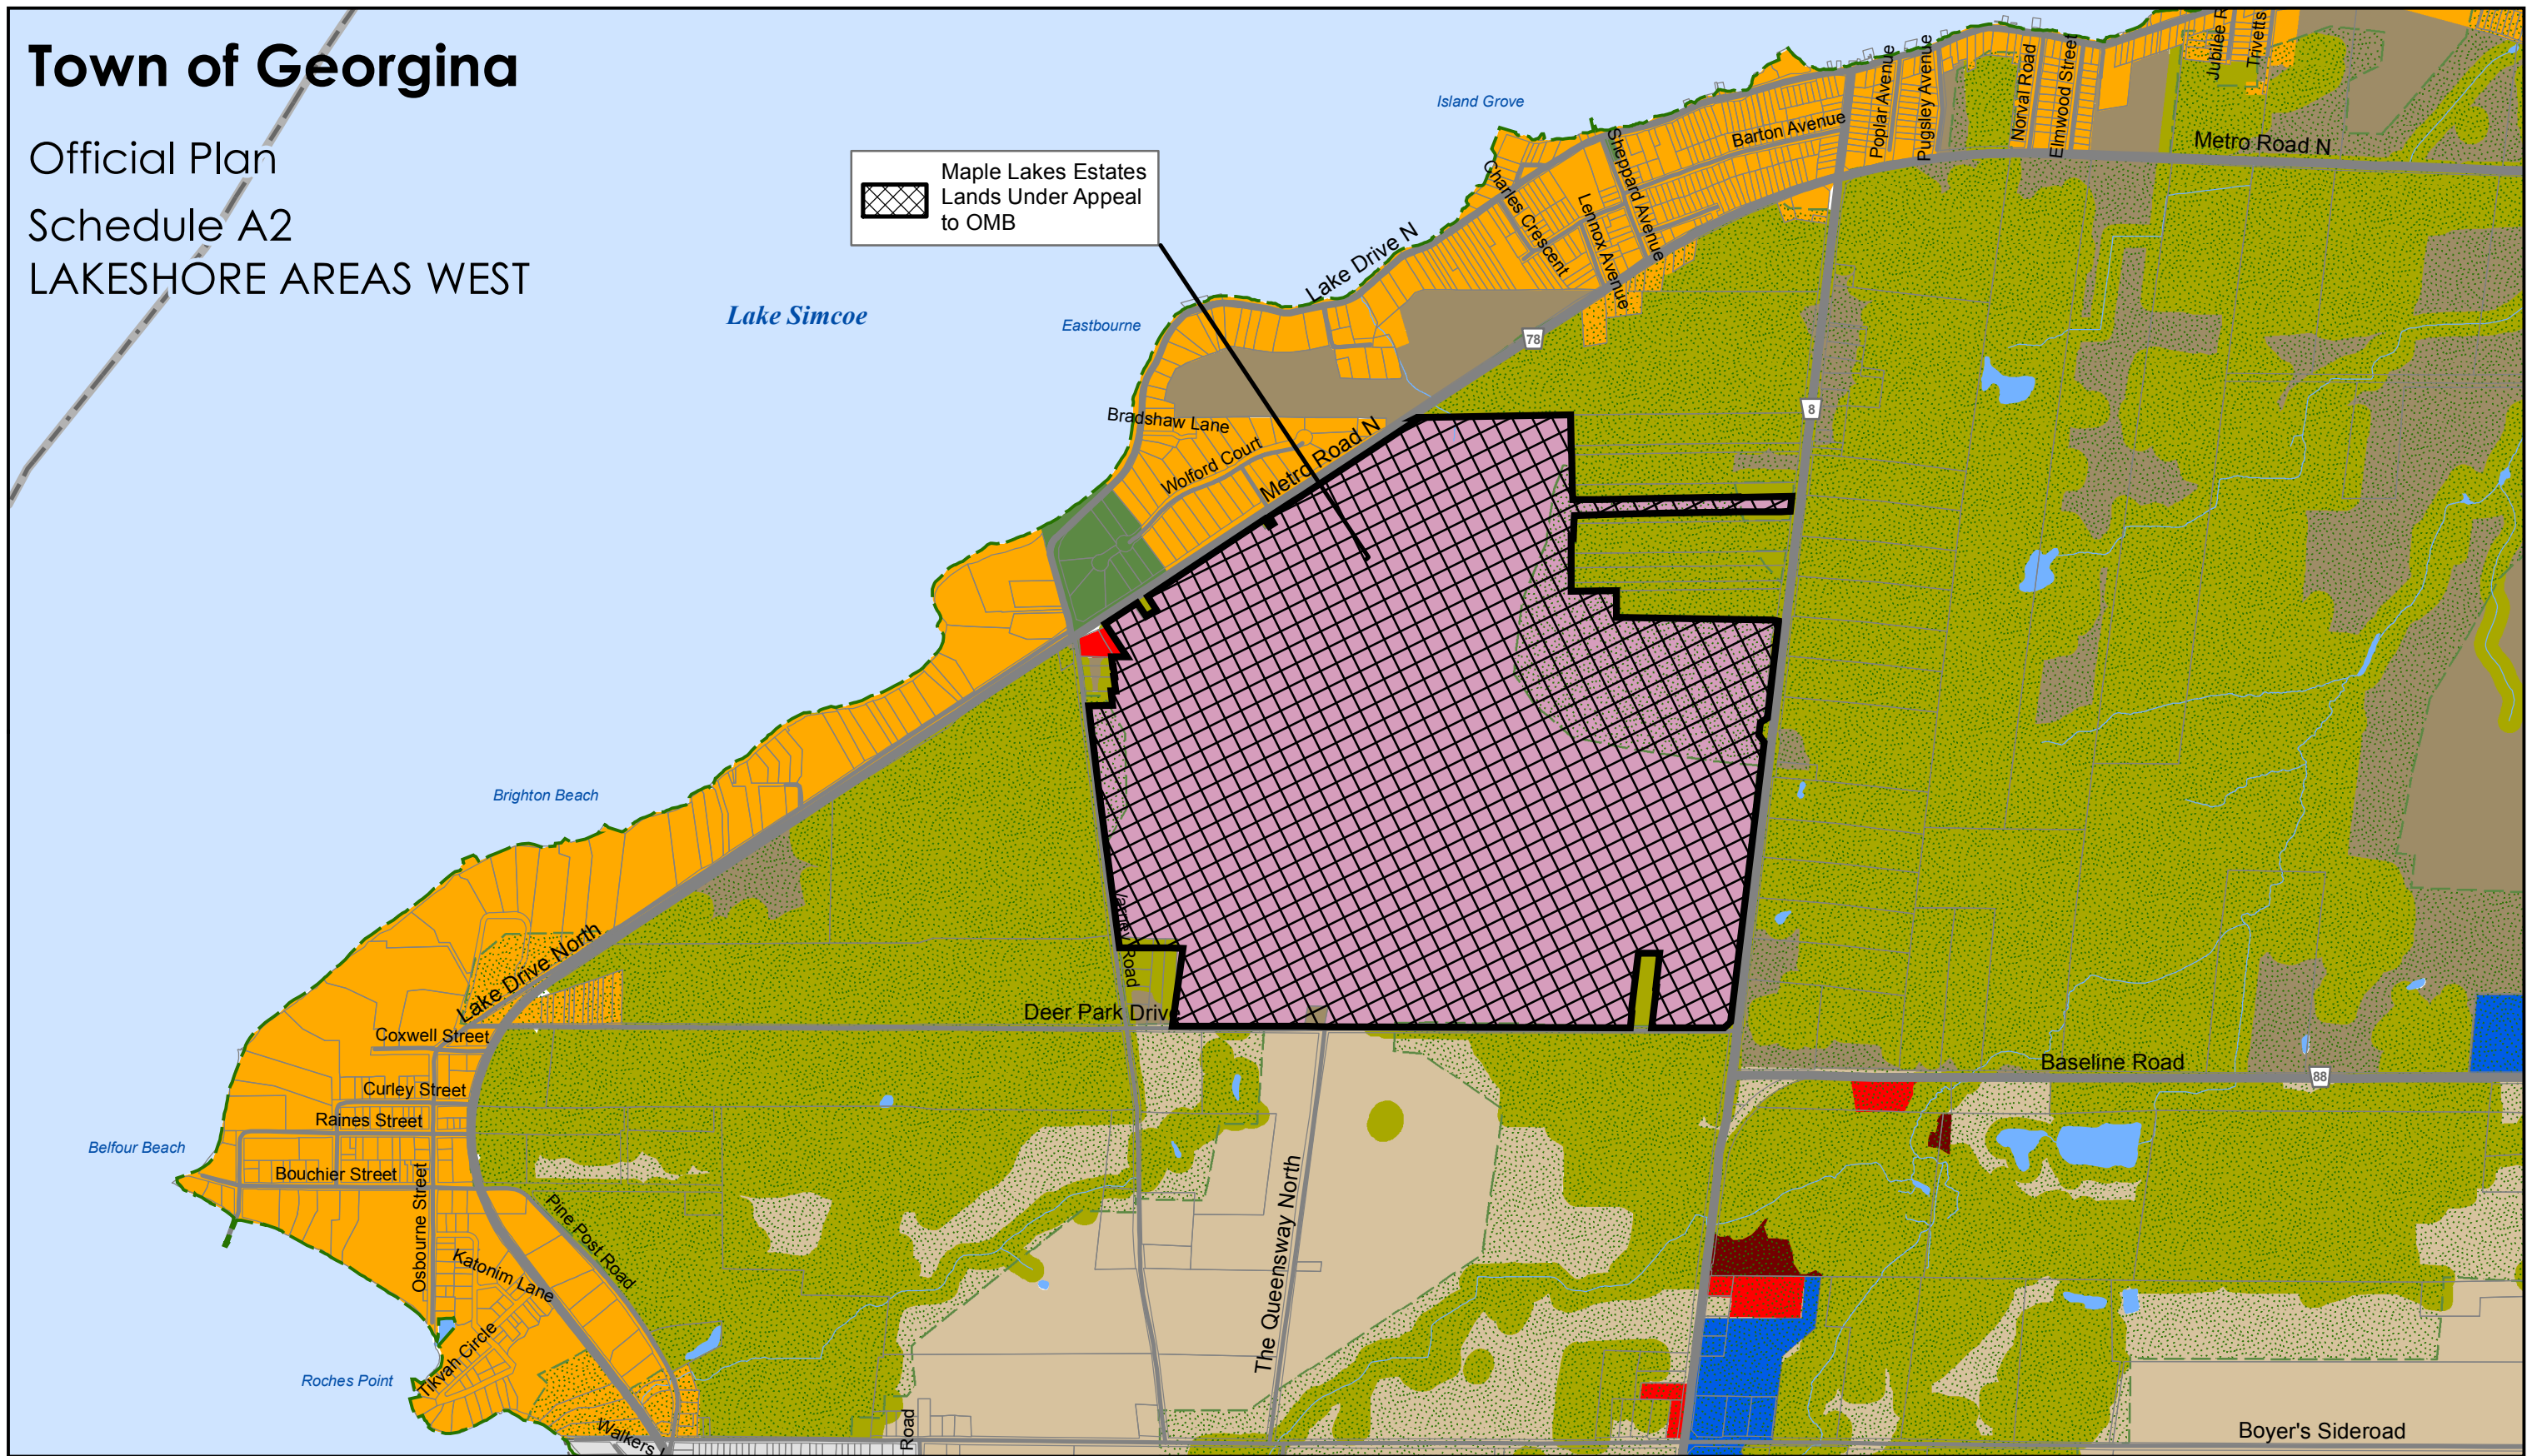 Town of Georgina
Official Plan
Schedule A2
LAKESHORE AREAS WEST
Maple Lakes Estates
Lands Under Appeal
to OMB
Island Grove
Lake Simcoe
Eastbourne
Brighton Beach
Belfour Beach
Roches Point
Jubilee
Trivetts
Poplar Avenue
Pugsley Avenue
Norval Road
Elmwood Street
Metro Road N
Barton Avenue
Sheppard Avenue
Charles Crescent
Lennox Avenue
Lake Drive N
78
8
Bradshaw Lane
Wolford Court
Metro Road N
Road
Lake Drive North
Deer Park Drive
Coxwell Street
Curley Street
Raines Street
Bouchier Street
Osbourne Street
Pine Post Road
Katonim Lane
Tikvah Circle
Walkers
Road
The Queensway North
Baseline Road
88
Boyer's Sideroad